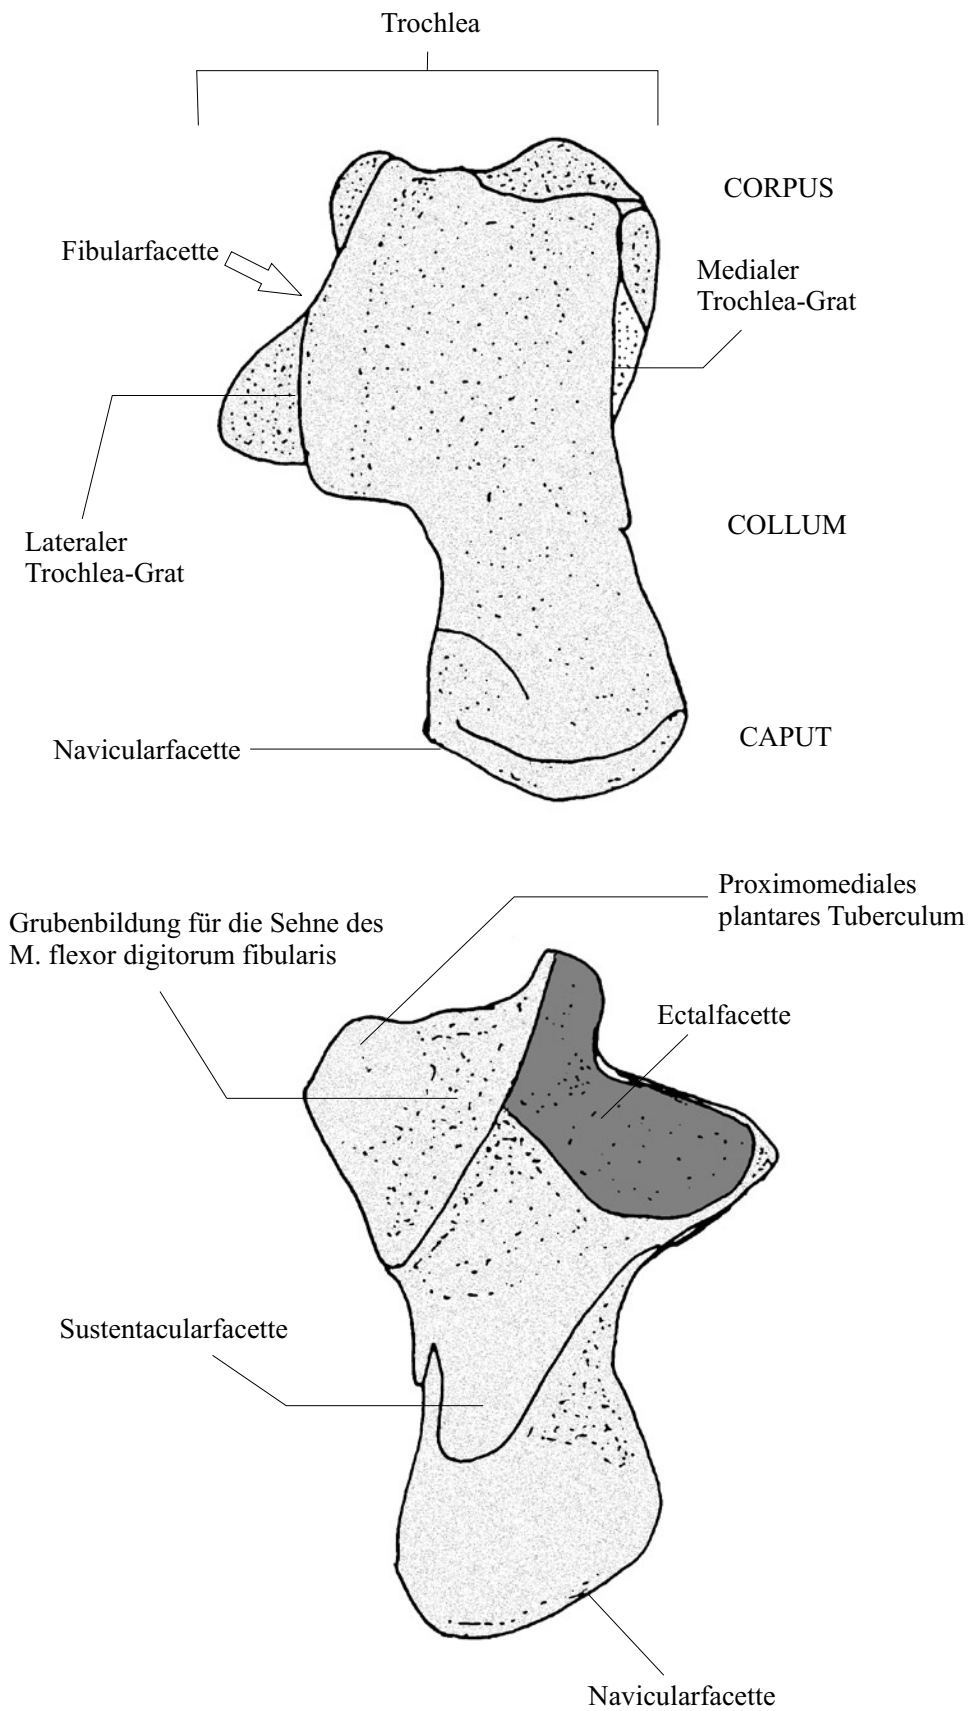 Trochlea
CORPUS
Fibularfacette
Medialer
Trochlea-Grat
Lateraler
Trochlea-Grat
COLLUM
Navicularfacette
CAPUT
Proximomediales
plantares Tuberculum
Grubenbildung für die Sehne des
M. flexor digitorum fibularis
Ectalfacette
Sustentacularfacette
Navicularfacette